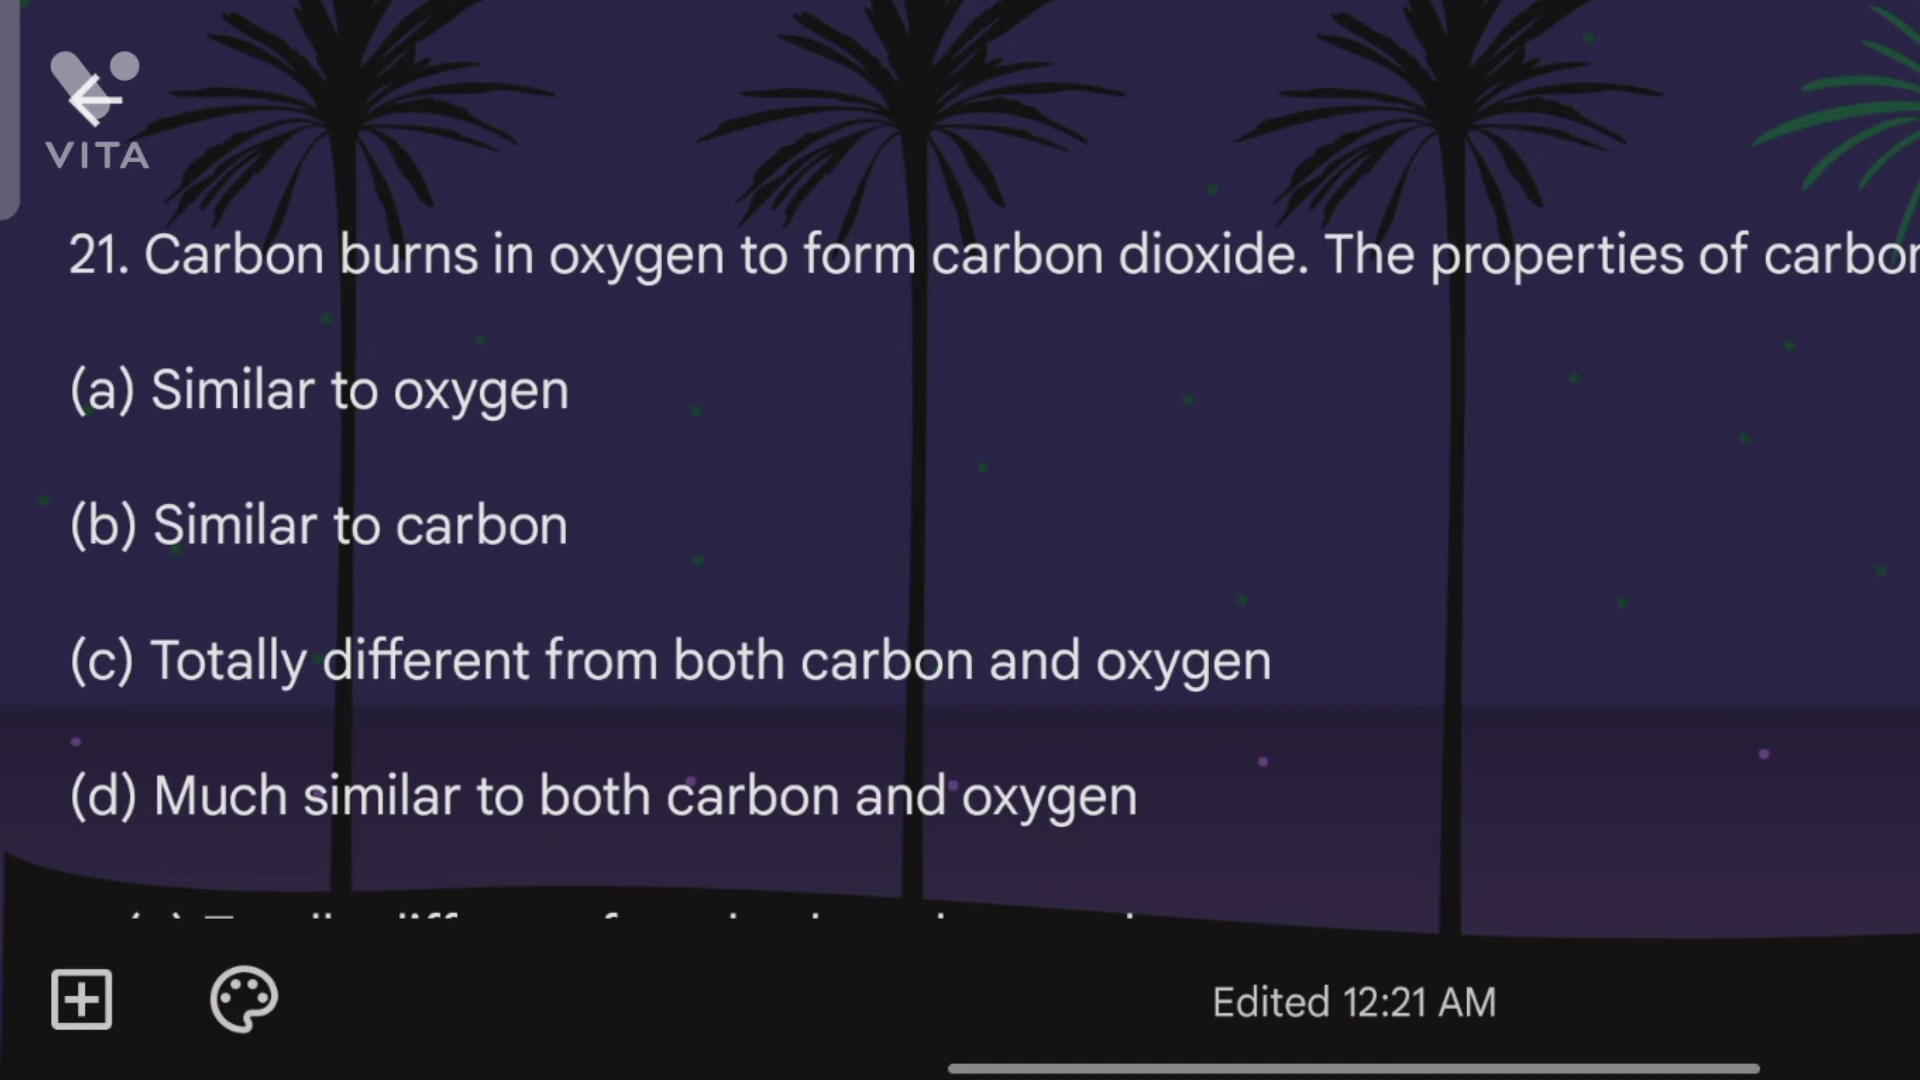 VITA
21. Carbon burns in oxygen to form carbon dioxide. The properties of
(a) Similar to oxygen
(b) Similar to carbon
(c) Totally different from both carbon and oxygen
(d) Much similar to both carbon and oxygen
Edited 12:21 AM